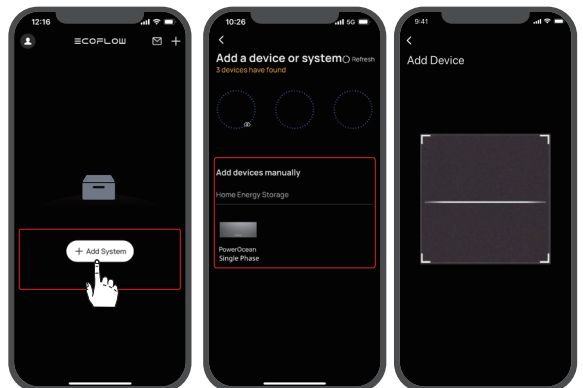 12:16
ECOFLOW
+ Add System
10:26
5G
Add a device or system
Refresh
3 devices have found
Add devices manually
Home Energy Storage
PowerOcean
Single Phase
9:41
Add Device